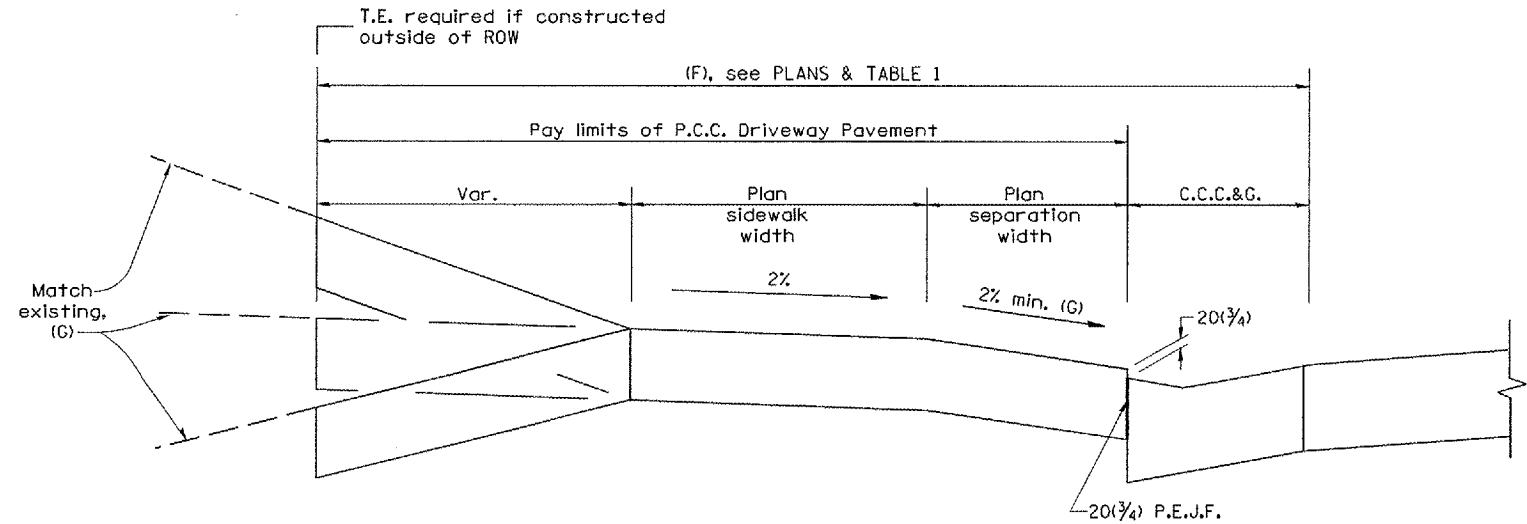 T.E. required if constructed
outside of ROW
(F), see PLANS & TABLE 1
Pay limits of P.C.C. Driveway Pavement
Var.
Plan
sidewalk
width
Plan
separation
width
C.C.C.&G.
Match
existing,
(G)
2%
2% min. (G)
20(3/4)
20(3/4) P.E.J.F.